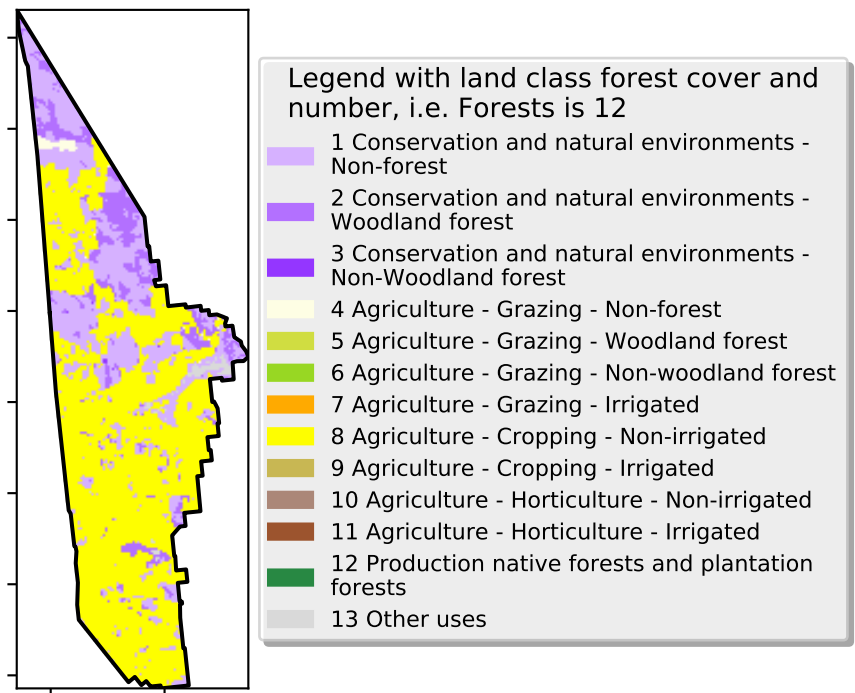 Legend with land class forest cover and
number, i.e. Forests is 12
1 Conservation and natural environments -
Non-forest
2 Conservation and natural environments -
Woodland forest
3 Conservation and natural environments -
Non-Woodland forest
4 Agriculture - Grazing - Non-forest
5 Agriculture - Grazing - Woodland forest
6 Agriculture - Grazing - Non-woodland forest
7 Agriculture - Grazing - Irrigated
8 Agriculture - Cropping - Non-irrigated
9 Agriculture - Cropping - Irrigated
10 Agriculture - Horticulture - Non-irrigated
11 Agriculture - Horticulture - Irrigated
12 Production native forests and plantation
forests
13 Other uses